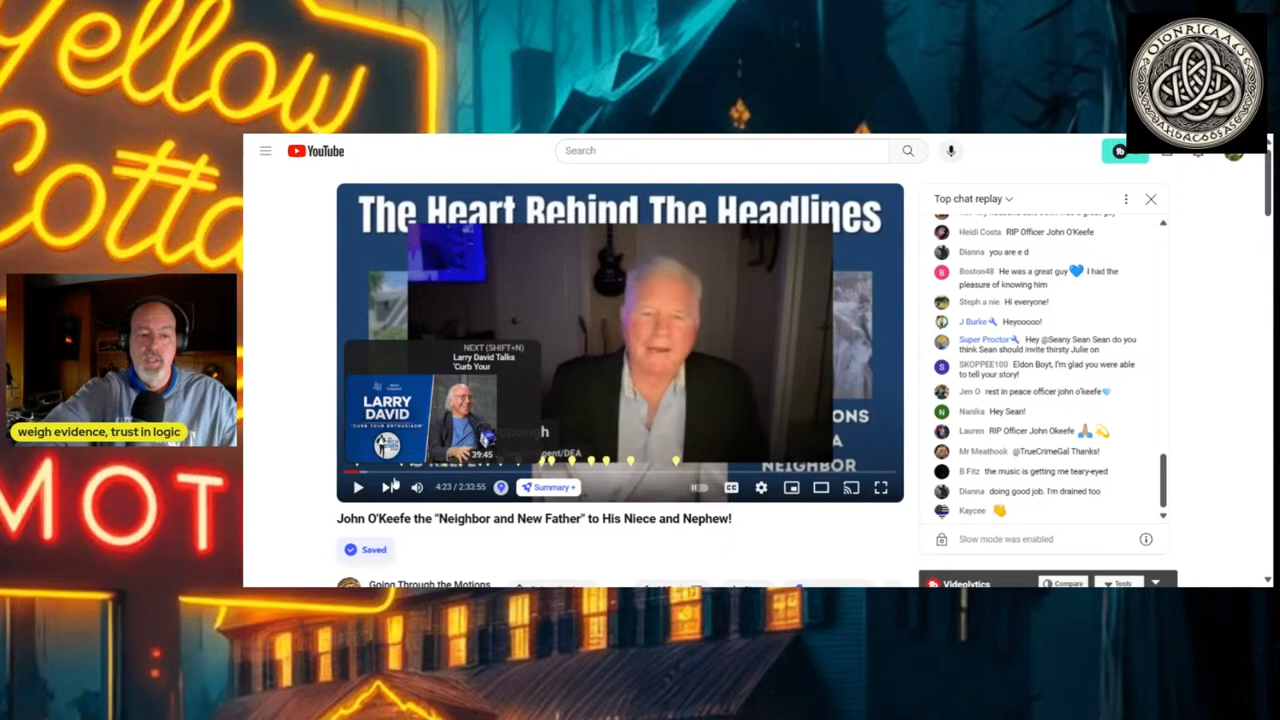 Yellow
Cotta
MOT
weigh evidence, trust in logic
YouTube
Search
The Heart Behind The Headlines
NEXT (SHIFT+N)
Larry David Talks
'Curb Your
LARRY
DAVID
"CURB YOUR ENTHUSIASM"
39:45
NEIGHBOR
4:23 / 2:33:55
Summary +
John O'Keefe the "Neighbor and New Father" to His Niece and Nephew!
Saved
Going Through the Motions
Top chat replay
Heidi Costa RIP Officer John O'Keefe
Dianna you are e d
Boston48 He was a great guy💙 I had the
pleasure of knowing him
Steph a nie Hi everyone!
J Burke Heyooooo!
Super Proctor Hey @Seany Sean Sean do you
think Sean should invite thirsty Julie on
SKOPPEE100 Eldon Boyt, I'm glad you were able
to tell your story!
Jen O rest in peace officer john o'keefe🩵
Nanika Hey Sean!
Lauren RIP Officer John Okeefe 🙏 💫
Mr Meathook @TrueCrimeGal Thanks!
B Fitz the music is getting me teary-eyed
Dianna doing good job. I'm drained too
Kaycee 👏
Slow mode was enabled
Videolytics
Compare
Tools